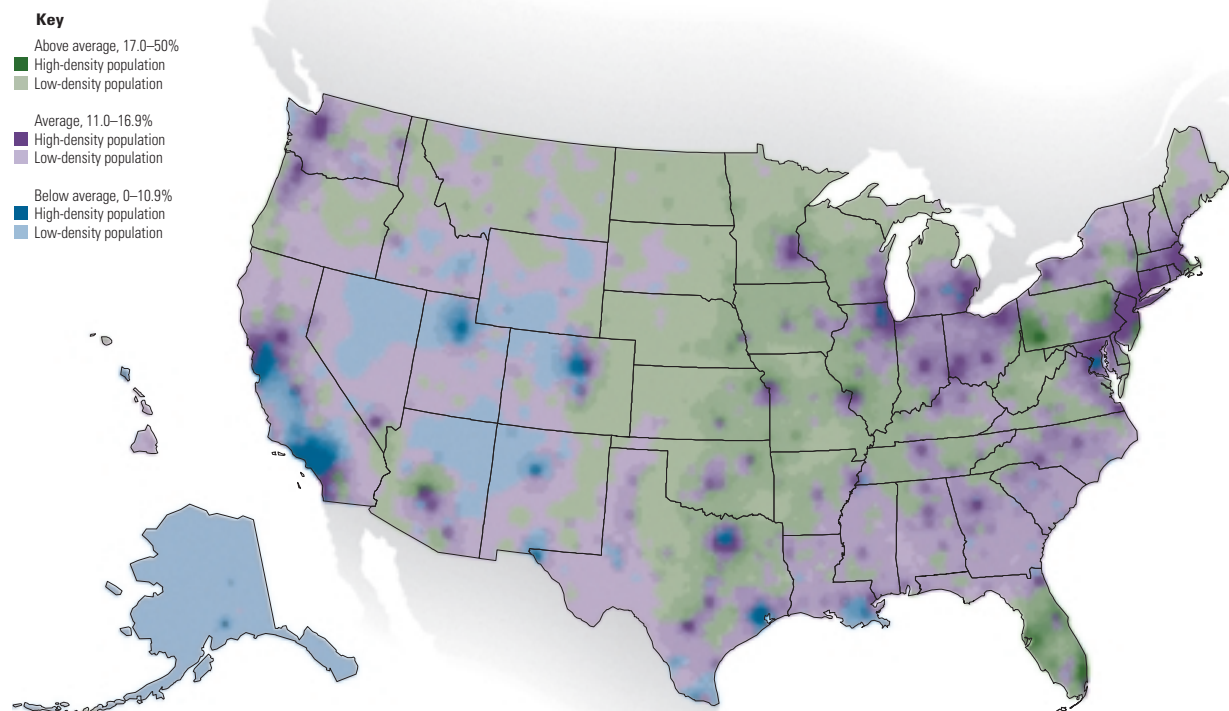 Key
Above average, 17.0–50%
High-density population
Low-density population
Average, 11.0–16.9%
High-density population
Low-density population
Below average, 0–10.9%
High-density population
Low-density population